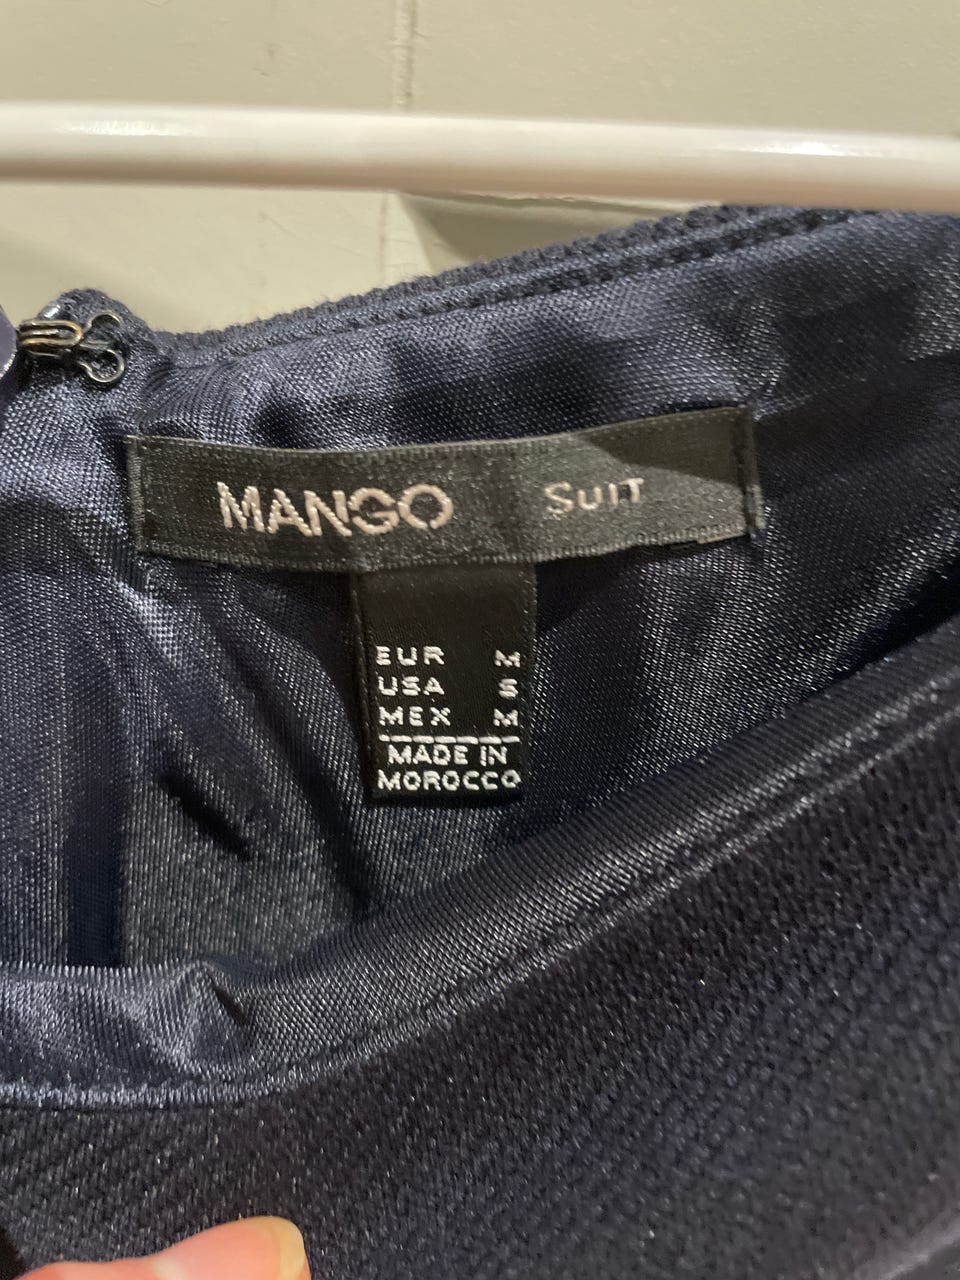 MANGO SUIT
EUR M
USA S
MEX M
MADE IN
MOROCCO